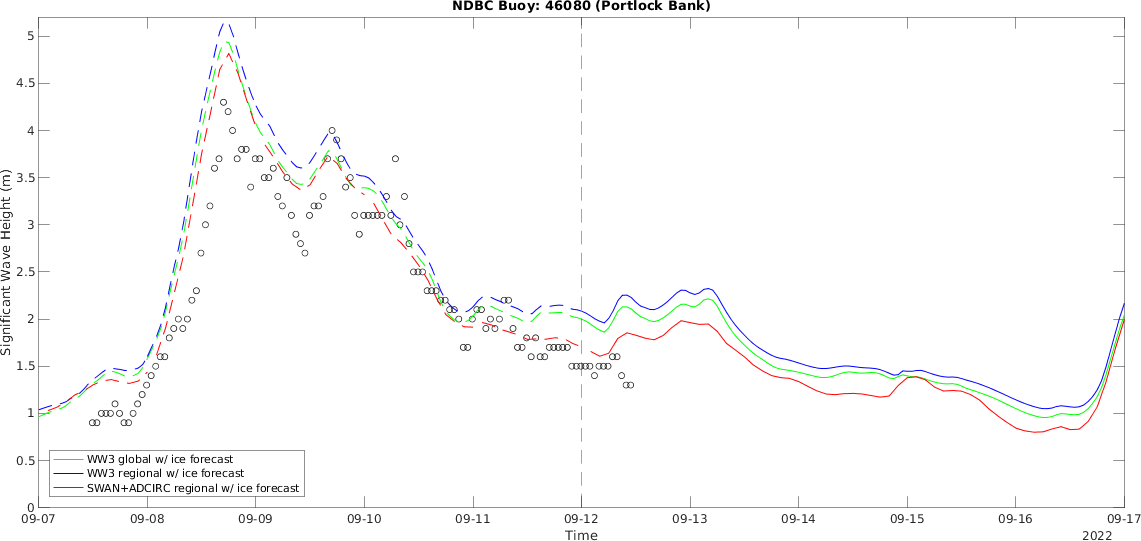 NDBC Buoy: 46080 (Portlock Bank)
Significant Wave Height (m)
5
4.5
4
3.5
3
2.5
2
1.5
1
0.5
0
WW3 global w/ ice forecast
WW3 regional w/ ice forecast
SWAN+ADCIRC regional w/ ice forecast
09-07 09-08 09-09 09-10 09-11 09-12 09-13 09-14 09-15 09-16 09-17
Time
2022